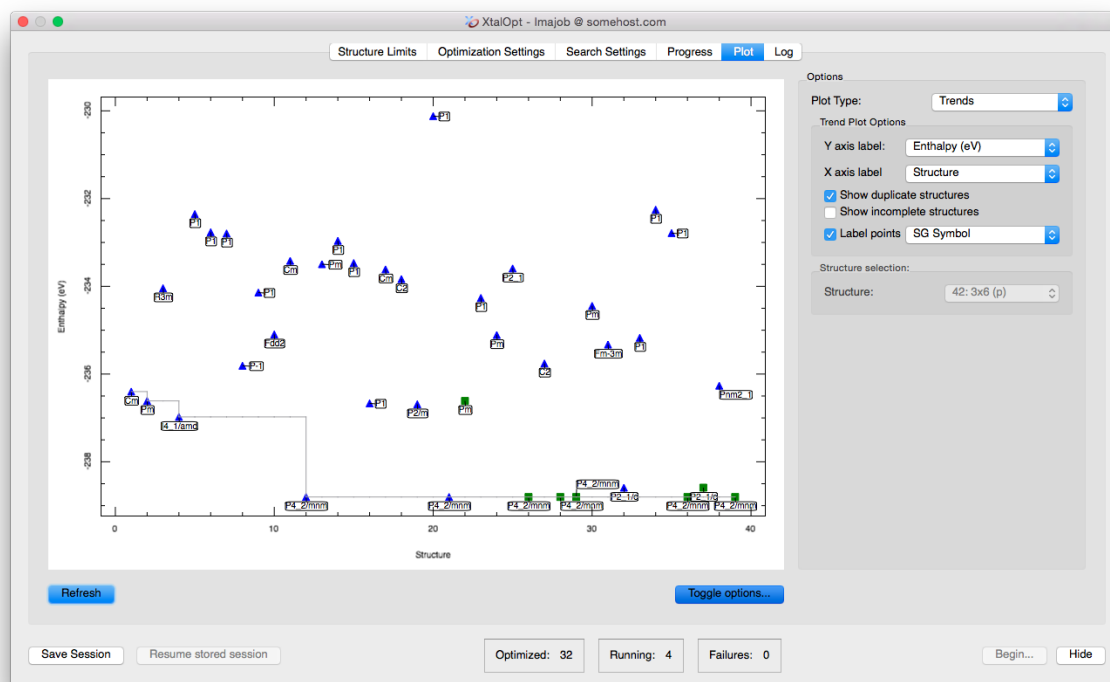 XtalOpt - Imajob @ somehost.com
Structure Limits Optimization Settings Search Settings Progress Plot Log
Options
Plot Type: Trends
Trend Plot Options
Y axis label: Enthalpy (eV)
X axis label Structure
Show duplicate structures
Show incomplete structures
Label points SG Symbol
Structure selection:
Structure: 42: 3x6 (p)
-230
-232
-234
-236
-238
Enthalpy (eV)
P1
P1
P1
P1
P1
P1
P1
Cm
Pm
P1
Cm
C2
P2_1
R3m
P1
P1
Pm
Fdd2
Pm
Fm-3m
P1
P-1
C2
Pnm2_1
Cm
Pm
P1
P2/m
Pm
I4_1/amd
P4_2/mnm
P2_1/c
P2_1/c
P4_2/mnm
P4_2/mnm
P4_2/mnm
P4_2/mnm
P4_2/mnm
P4_2/mnm
0 10 20 30 40
Structure
Refresh
Toggle options...
Save Session
Resume stored session
Optimized: 32
Running: 4
Failures: 0
Begin...
Hide